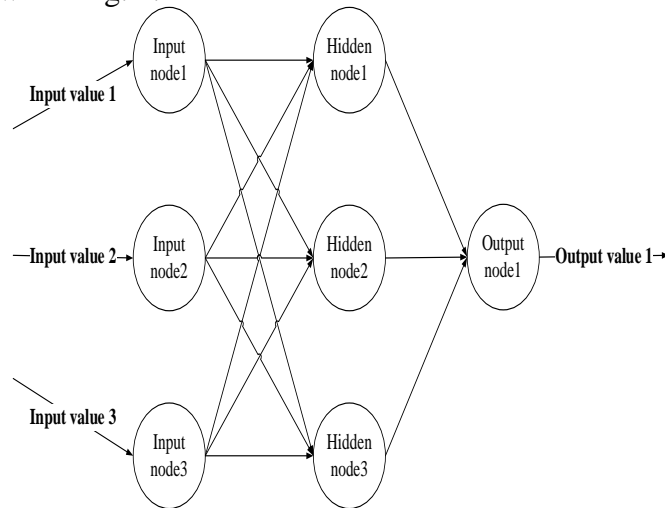 Input
node1
Hidden
node1
Input value 1
Input
node2
Hidden
node2
Output
node1
Input value 2
Output value 1
Input value 3
Input
node3
Hidden
node3